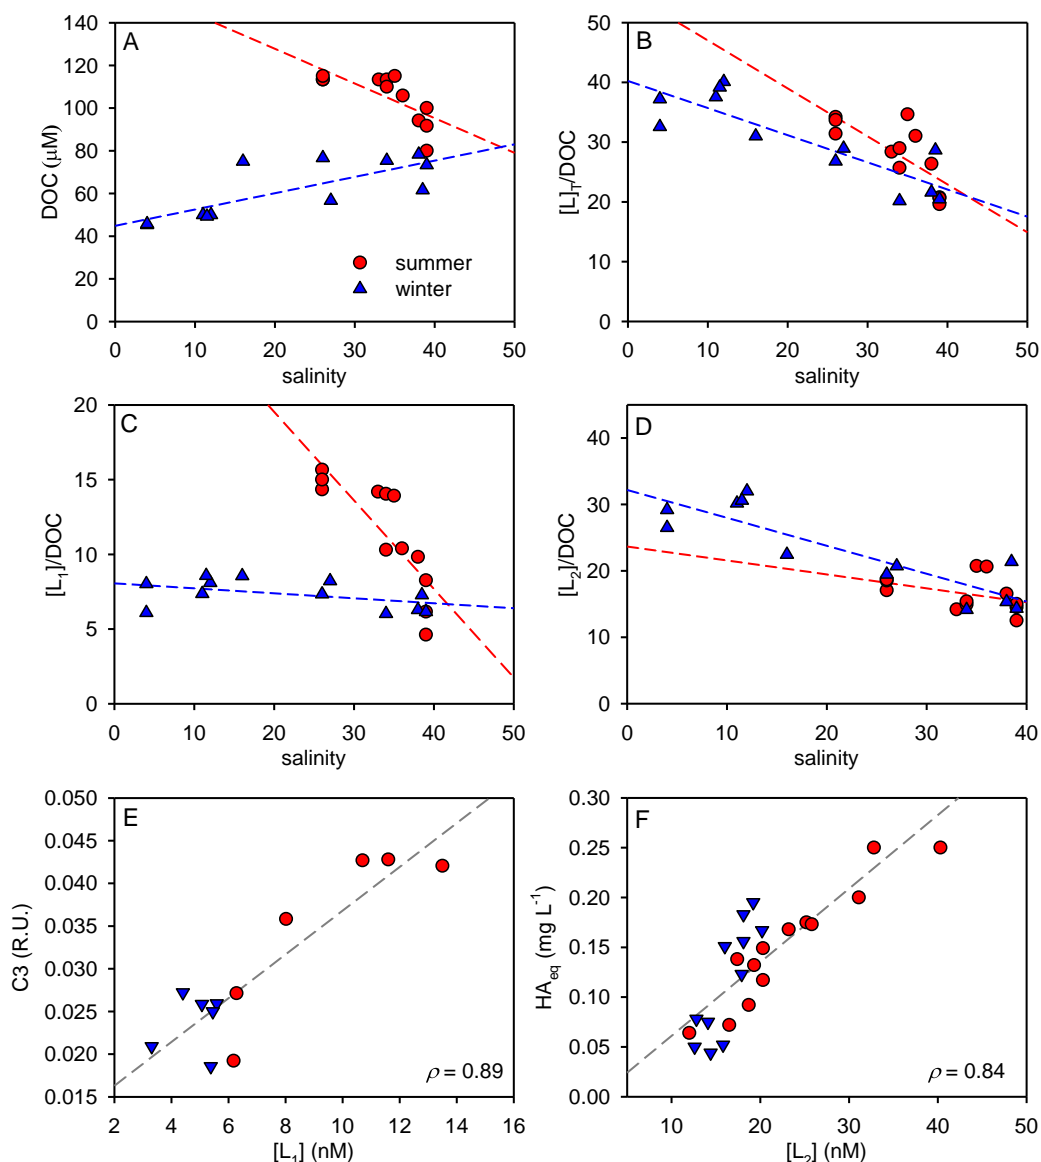 A
DOC (µM)
140
120
100
80
60
40
20
0
summer
winter
0 10 20 30 40 50
salinity
B
[L]T/DOC
50
40
30
20
10
0
0 10 20 30 40 50
salinity
C
[L1]/DOC
20
15
10
5
0
0 10 20 30 40 50
salinity
D
[L2]/DOC
40
30
20
10
0
0 10 20 30 40
salinity
E
C3 (R.U.)
0.050
0.045
0.040
0.035
0.030
0.025
0.020
0.015
ρ = 0.89
2 4 6 8 10 12 14 16
[L1] (nM)
F
HAeq (mg L-1)
0.30
0.25
0.20
0.15
0.10
0.05
0.00
ρ = 0.84
10 20 30 40 50
[L2] (nM)